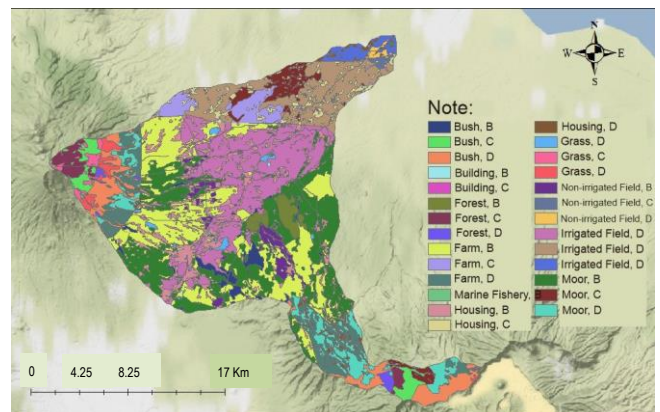 N
W E
S
Note:
Bush, B
Bush, C
Bush, D
Building, B
Building, C
Forest, B
Forest, C
Forest, D
Farm, B
Farm, C
Farm, D
Marine Fishery, B
Housing, B
Housing, C
Housing, D
Grass, D
Grass, C
Grass, D
Non-irrigated Field, B
Non-irrigated Field, C
Non-irrigated Field, D
Irrigated Field, D
Irrigated Field, D
Irrigated Field, D
Moor, B
Moor, C
Moor, D
0 4.25 8.25 17 Km